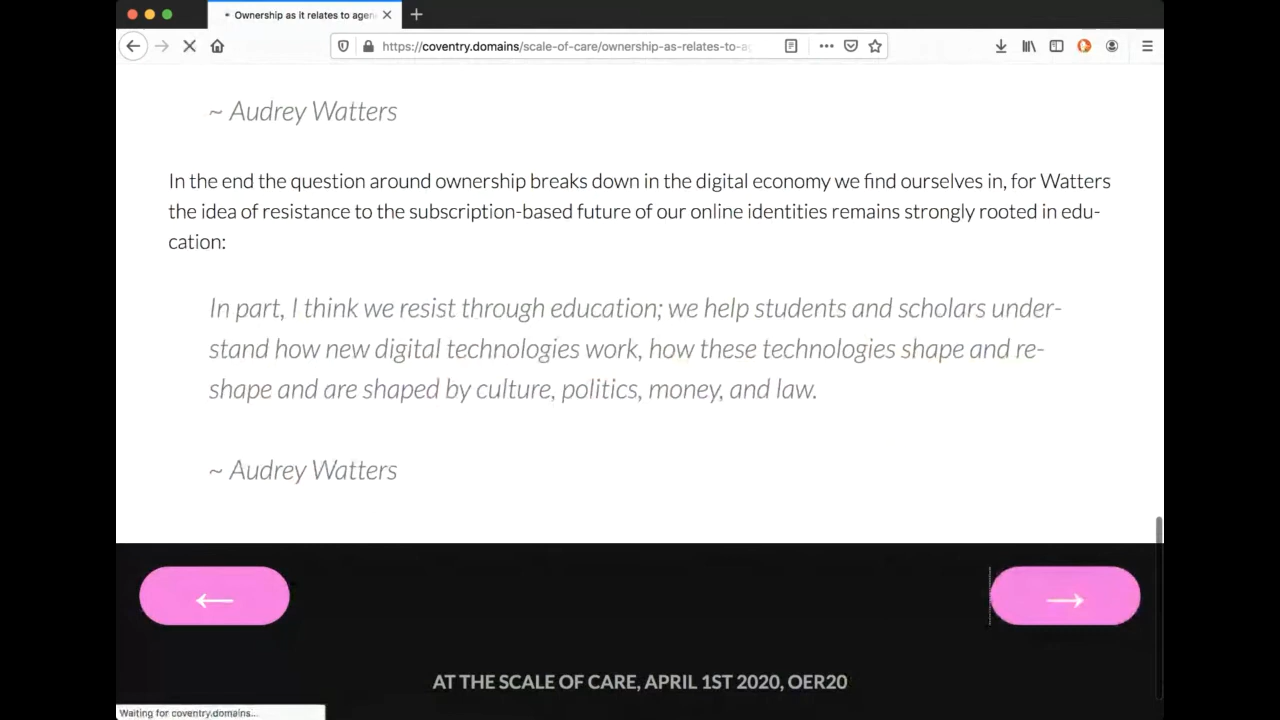 Ownership as it relates to agen
https://coventry.domains/scale-of-care/ownership-as-relates-to-a
~ Audrey Watters
In the end the question around ownership breaks down in the digital economy we find ourselves in, for Watters
the idea of resistance to the subscription-based future of our online identities remains strongly rooted in edu-
cation:
In part, I think we resist through education; we help students and scholars under-
stand how new digital technologies work, how these technologies shape and re-
shape and are shaped by culture, politics, money, and law.
~ Audrey Watters
← →
AT THE SCALE OF CARE, APRIL 1ST 2020, OER20
Waiting for coventry.domains...